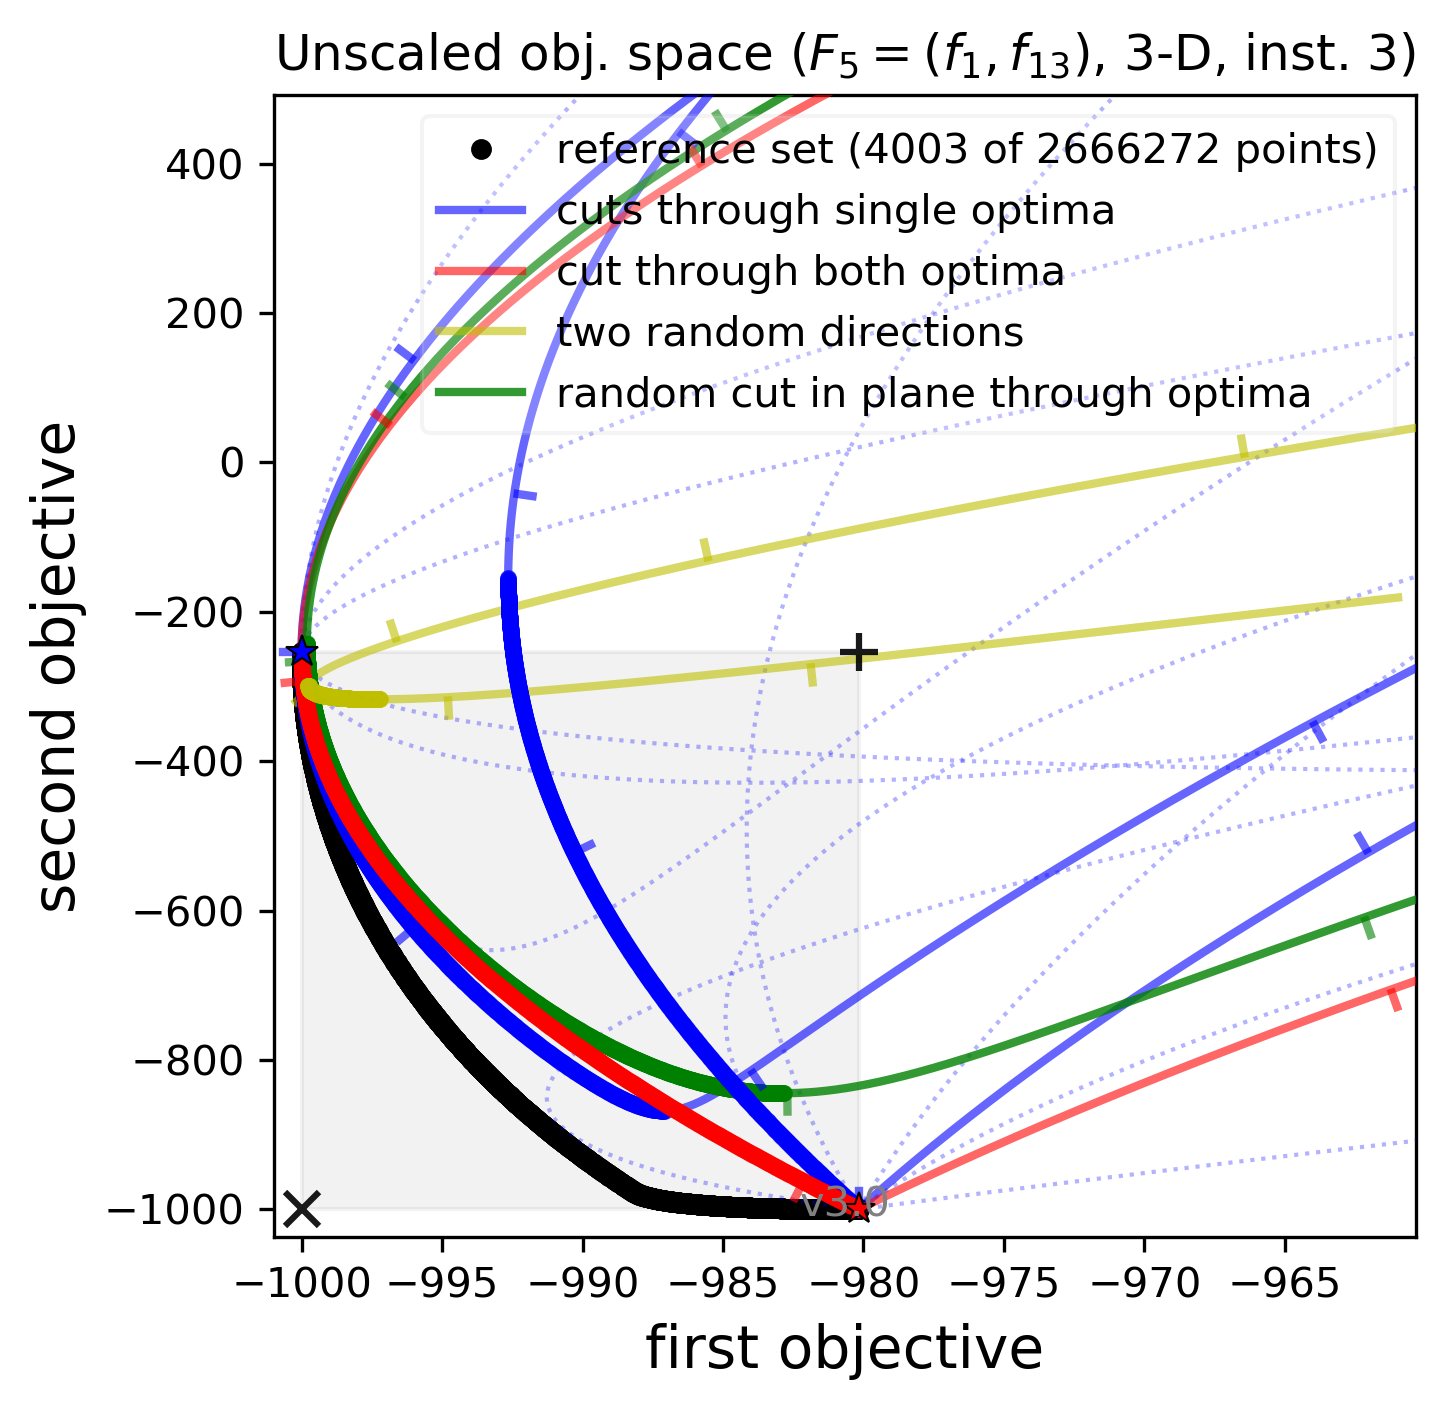 Unscaled obj. space (F₅ = (f₁, f₁₃), 3-D, inst. 3)
reference set (4003 of 2666272 points)
cuts through single optima
cut through both optima
two random directions
random cut in plane through optima
second objective
400
200
0
−200
−400
−600
−800
−1000
v3.0
−1000 −995 −990 −985 −980 −975 −970 −965
first objective